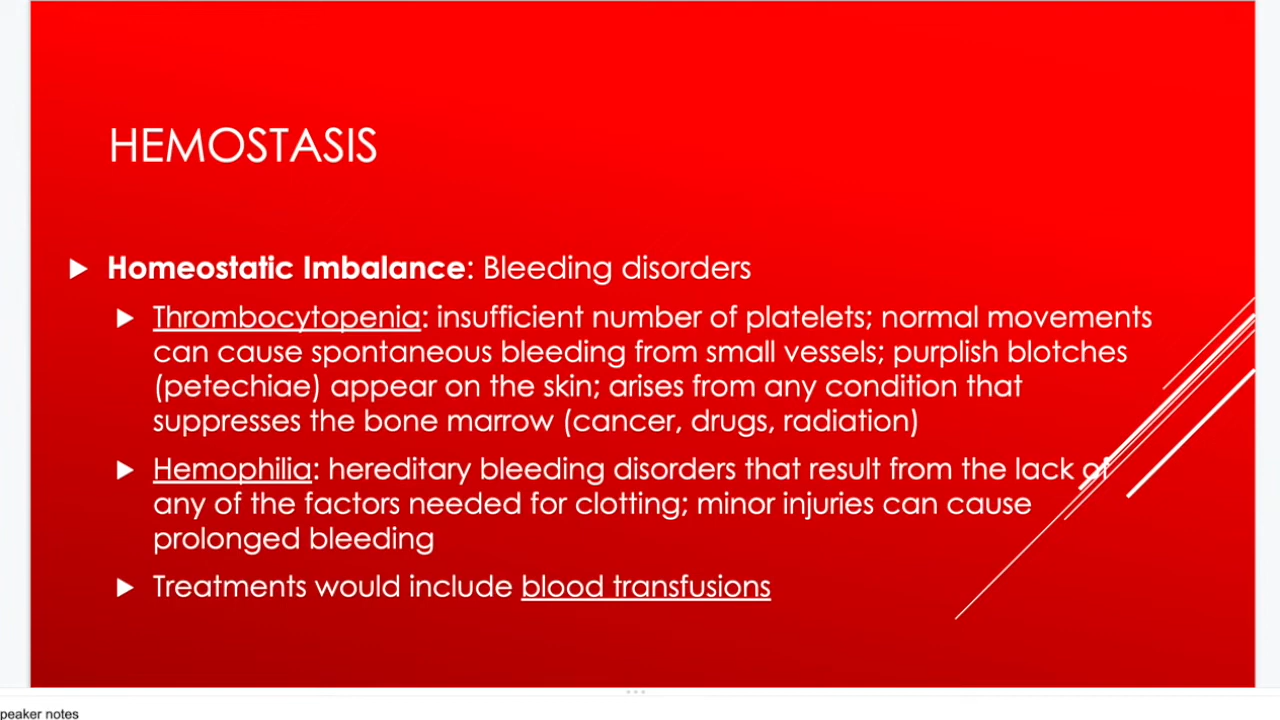 HEMOSTASIS
Homeostatic Imbalance: Bleeding disorders
Thrombocytopenia: insufficient number of platelets; normal movements
can cause spontaneous bleeding from small vessels; purplish blotches
(petechiae) appear on the skin; arises from any condition that
suppresses the bone marrow (cancer, drugs, radiation)
Hemophilia: hereditary bleeding disorders that result from the lack of
any of the factors needed for clotting; minor injuries can cause
prolonged bleeding
Treatments would include blood transfusions
peaker notes